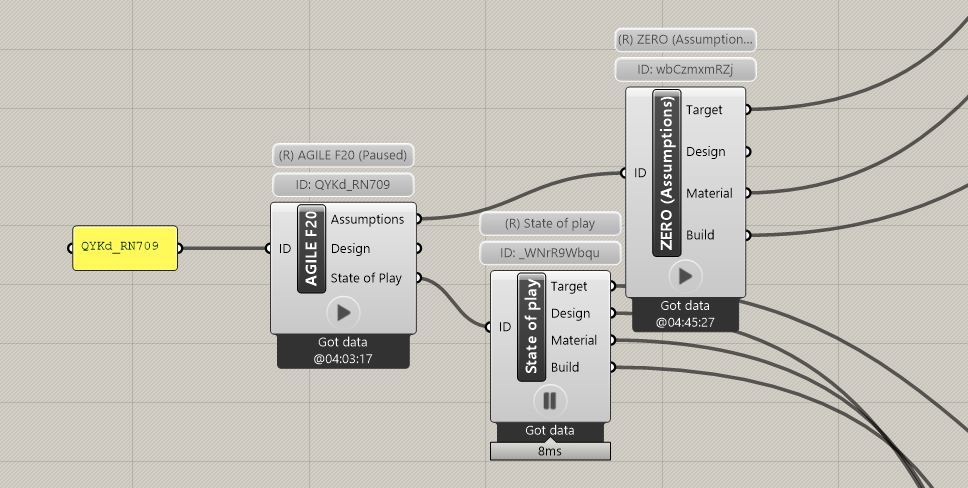 QYKd_RN709
(R) AGILE F20 (Paused)
ID: QYKd_RN709
ID
AGILE F20
Assumptions
Design
State of Play
Got data
@04:03:17
(R) State of play
ID: _WNrR9Wbqu
ID
State of play
Target
Design
Material
Build
Got data
8ms
(R) ZERO (Assumption...
ID: wbCzmxmRZj
ID
ZERO (Assumptions)
Target
Design
Material
Build
Got data
@04:45:27